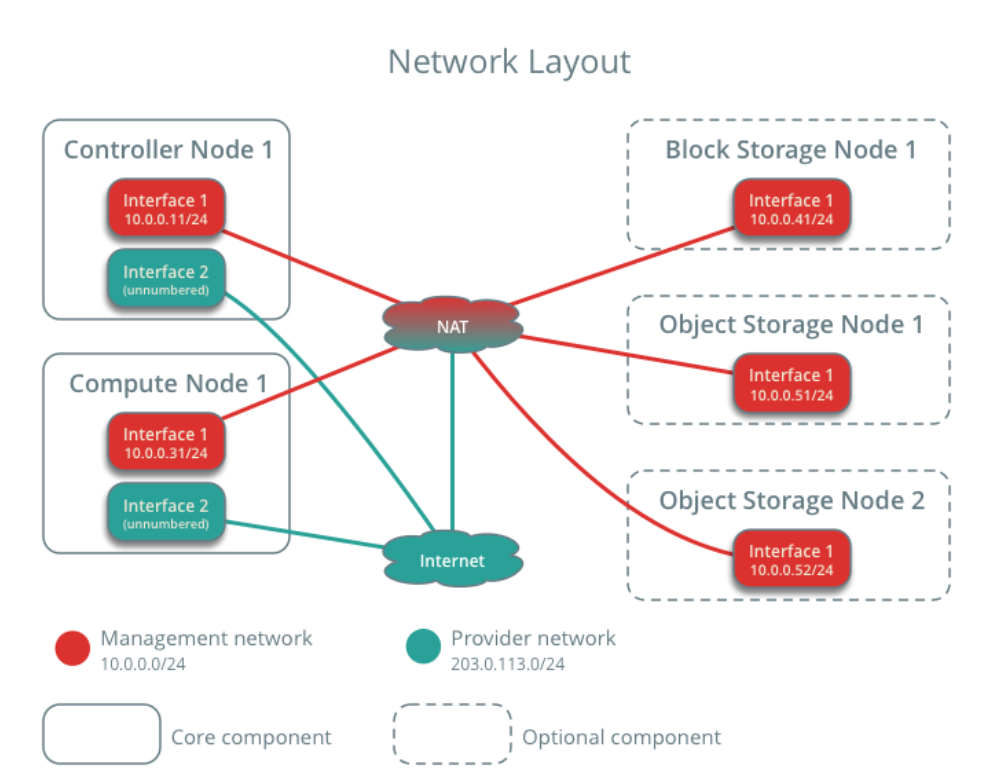 Network Layout
Controller Node 1
Interface 1
10.0.0.11/24
Interface 2
(unnumbered)
Compute Node 1
Interface 1
10.0.0.31/24
Interface 2
(unnumbered)
NAT
Internet
Block Storage Node 1
Interface 1
10.0.0.41/24
Object Storage Node 1
Interface 1
10.0.0.51/24
Object Storage Node 2
Interface 1
10.0.0.52/24
Management network
10.0.0.0/24
Provider network
203.0.113.0/24
Core component
Optional component